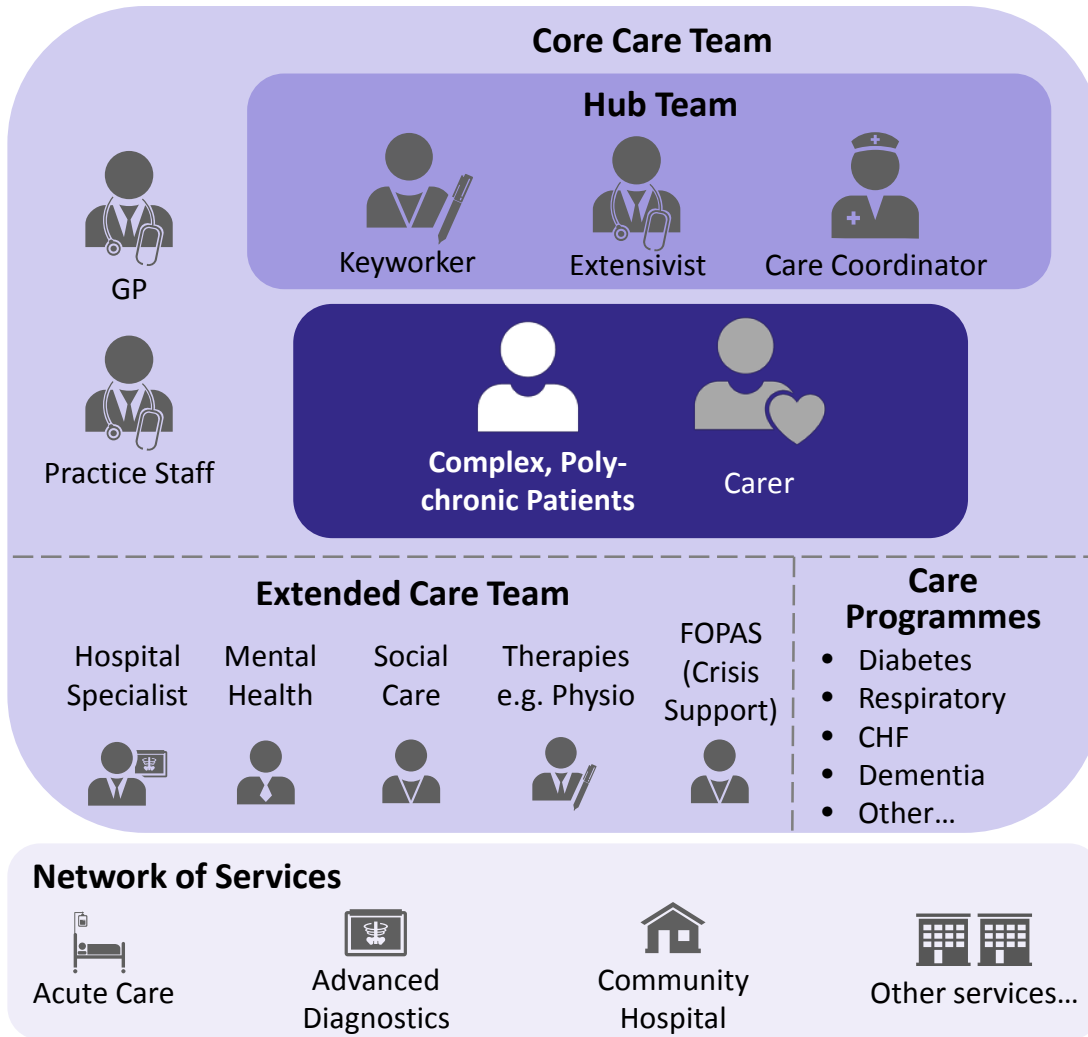 Core Care Team
Hub Team
Keyworker
Extensivist
Care Coordinator
GP
Practice Staff
Complex, Poly-
chronic Patients
Carer
Extended Care Team
Hospital
Specialist
Mental
Health
Social
Care
Therapies
e.g. Physio
FOPAS
(Crisis
Support)
Care
Programmes
• Diabetes
• Respiratory
• CHF
• Dementia
• Other…
Network of Services
Acute Care
Advanced
Diagnostics
Community
Hospital
Other services…